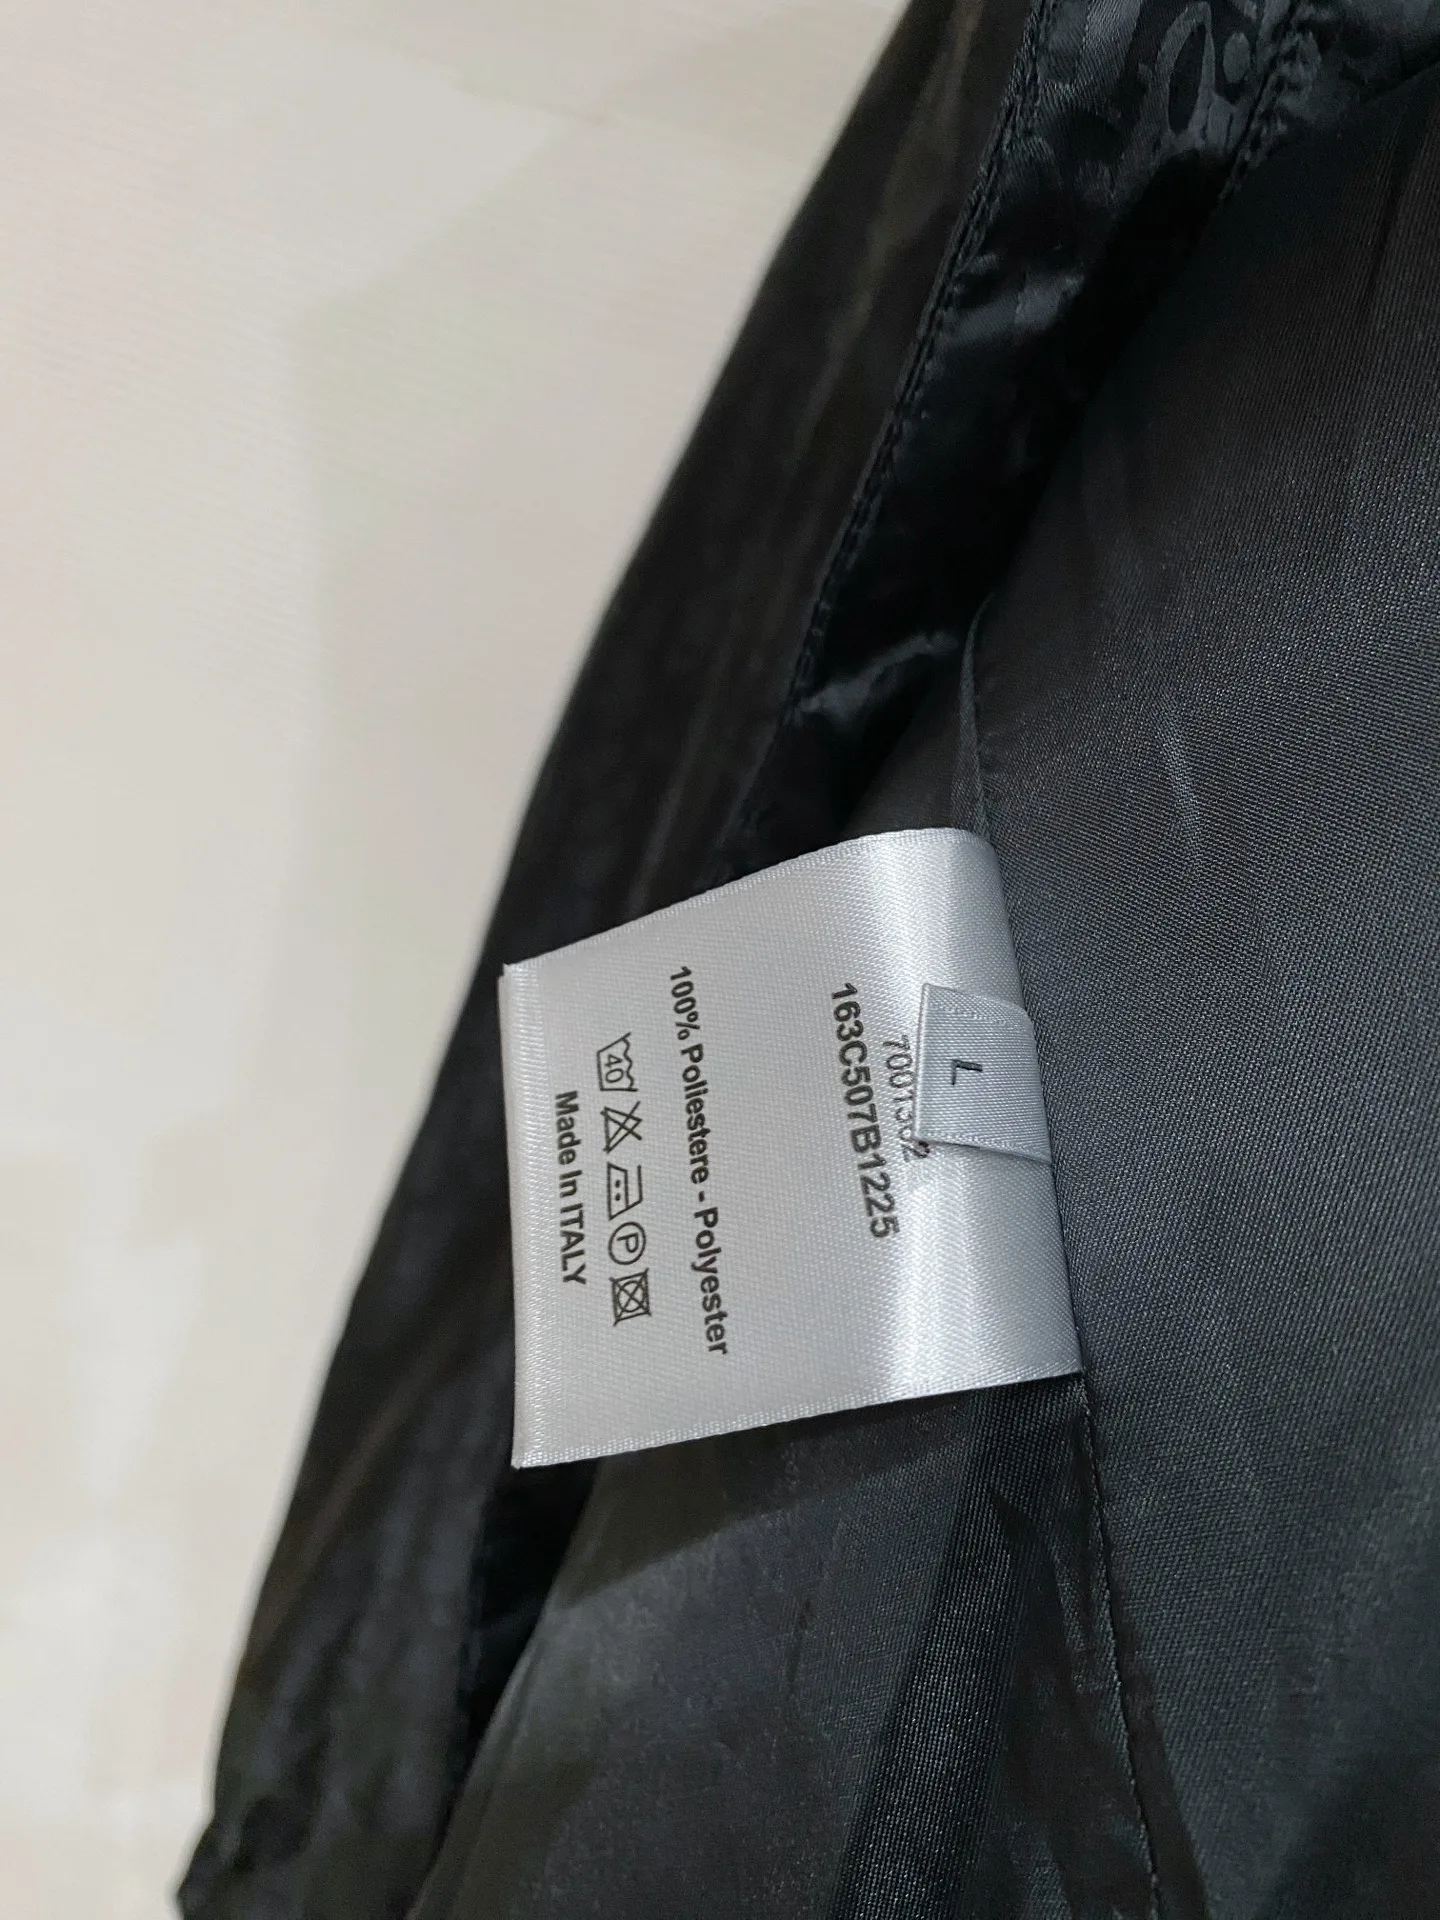 L
163C507B1225
100% Poliestere - Polyester
40 P
Made In ITALY